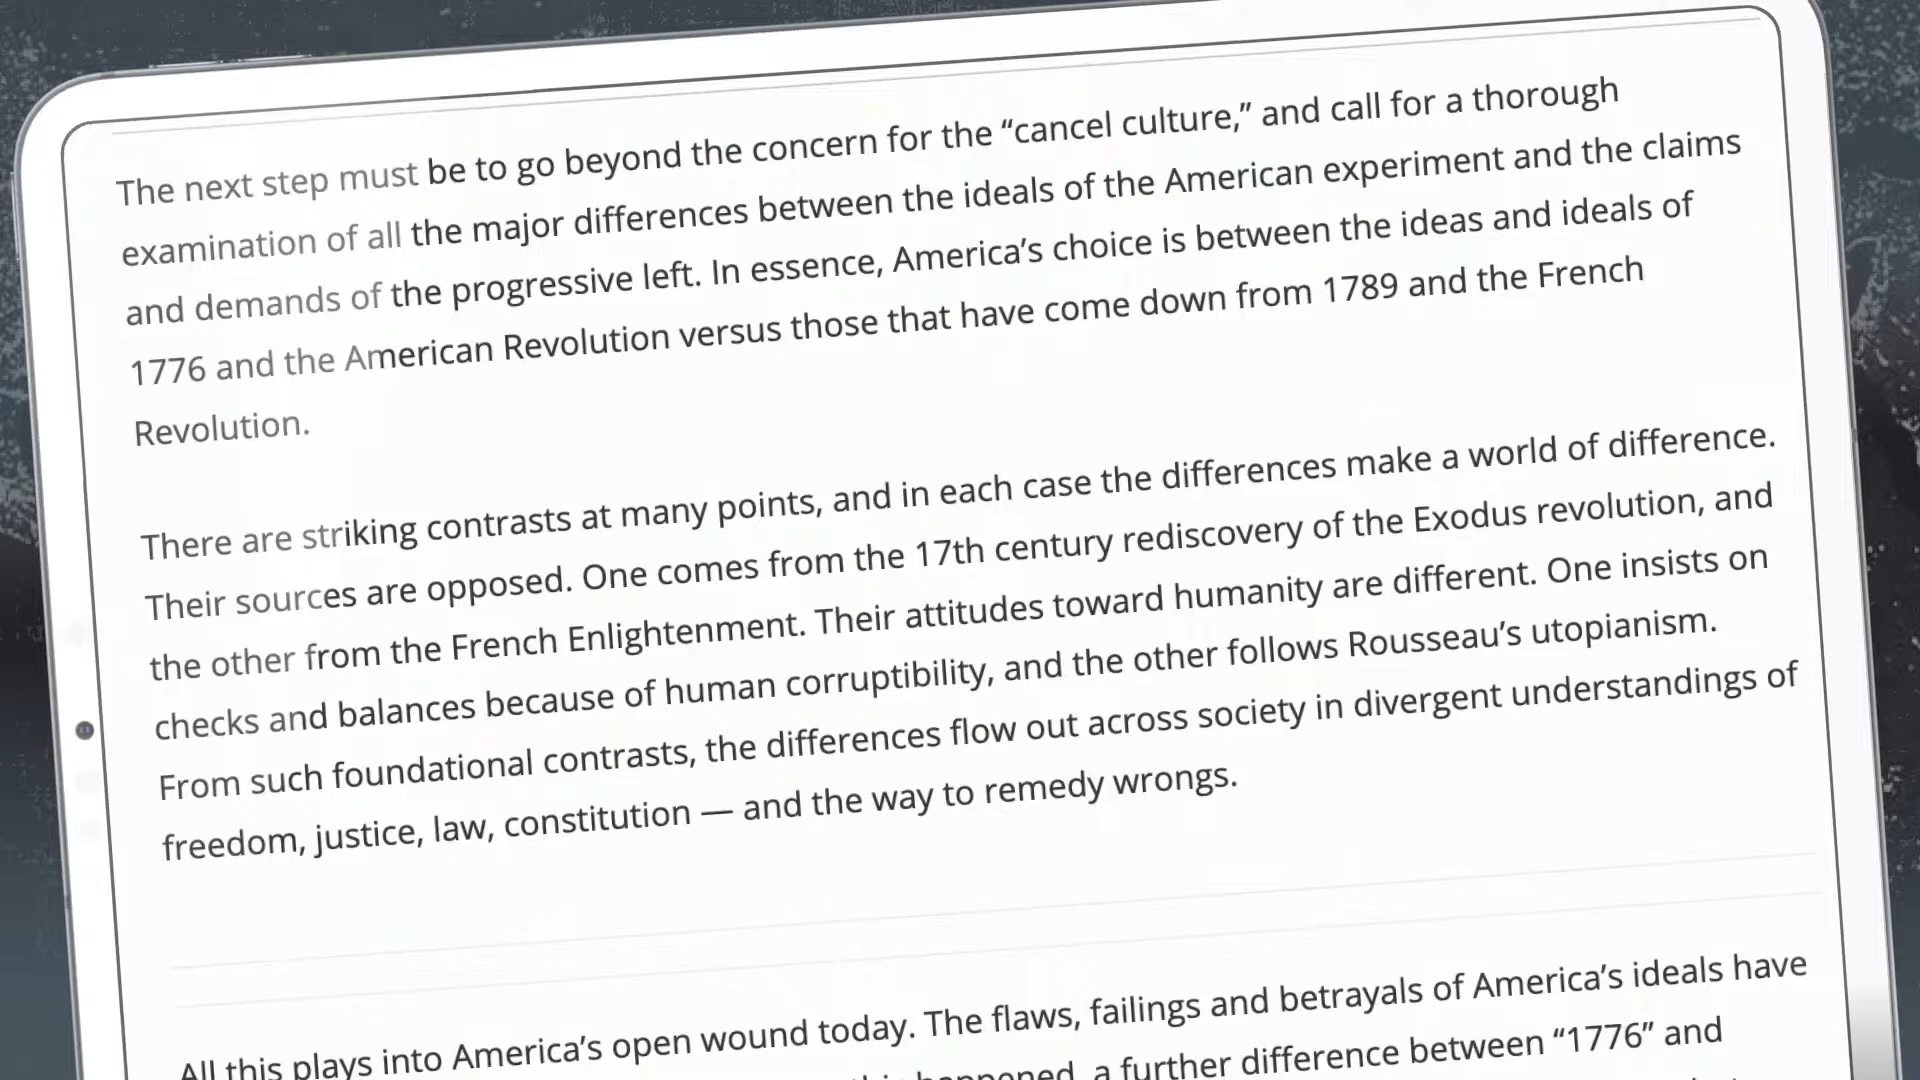 The next step must be to go beyond the concern for the “cancel culture,” and call for a thorough
examination of all the major differences between the ideals of the American experiment and the claims
and demands of the progressive left. In essence, America’s choice is between the ideas and ideals of
1776 and the American Revolution versus those that have come down from 1789 and the French
Revolution.
There are striking contrasts at many points, and in each case the differences make a world of difference.
Their sources are opposed. One comes from the 17th century rediscovery of the Exodus revolution, and
the other from the French Enlightenment. Their attitudes toward humanity are different. One insists on
checks and balances because of human corruptibility, and the other follows Rousseau’s utopianism.
From such foundational contrasts, the differences flow out across society in divergent understandings of
freedom, justice, law, constitution — and the way to remedy wrongs.
All this plays into America’s open wound today. The flaws, failings and betrayals of America’s ideals have
happened, a further difference between “1776” and